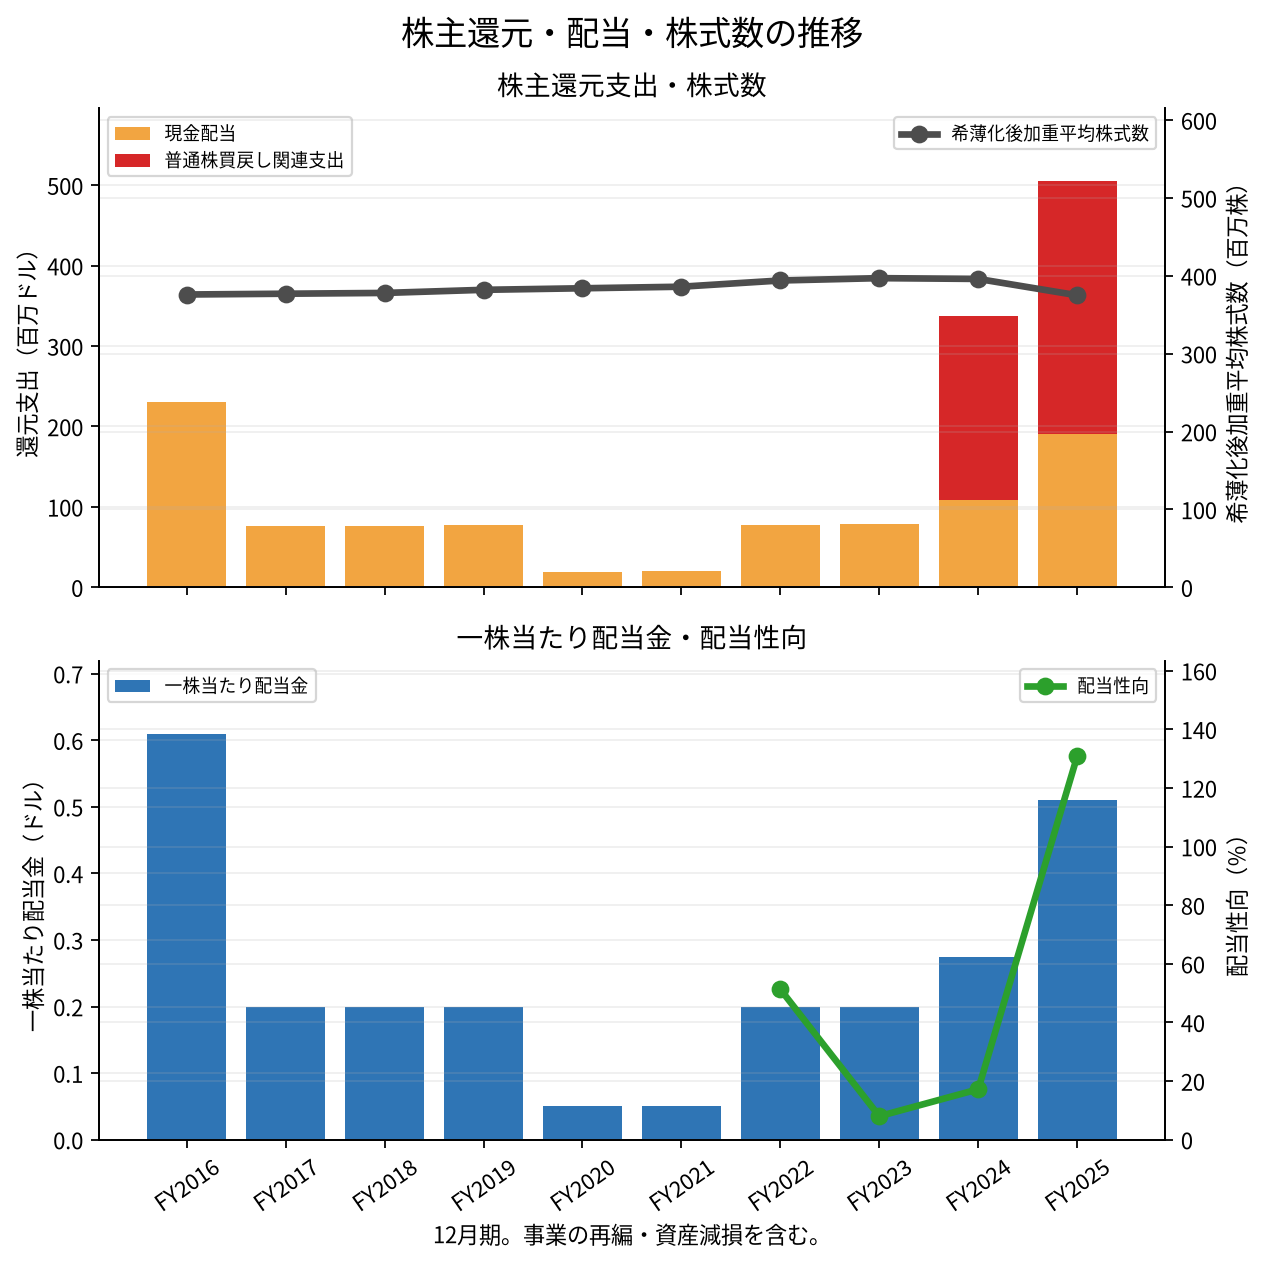 株主還元・配当・株式数の推移
株主還元支出・株式数
現金配当
普通株買戻し関連支出
希薄化後加重平均株式数
還元支出（百万ドル）
希薄化後加重平均株式数（百万株）
500
400
300
200
100
0
600
500
400
300
200
100
0
一株当たり配当金・配当性向
一株当たり配当金
配当性向
一株当たり配当金（ドル）
配当性向（%）
0.7
0.6
0.5
0.4
0.3
0.2
0.1
0.0
160
140
120
100
80
60
40
20
0
FY2016
FY2017
FY2018
FY2019
FY2020
FY2021
FY2022
FY2023
FY2024
FY2025
12月期。事業の再編・資産減損を含む。